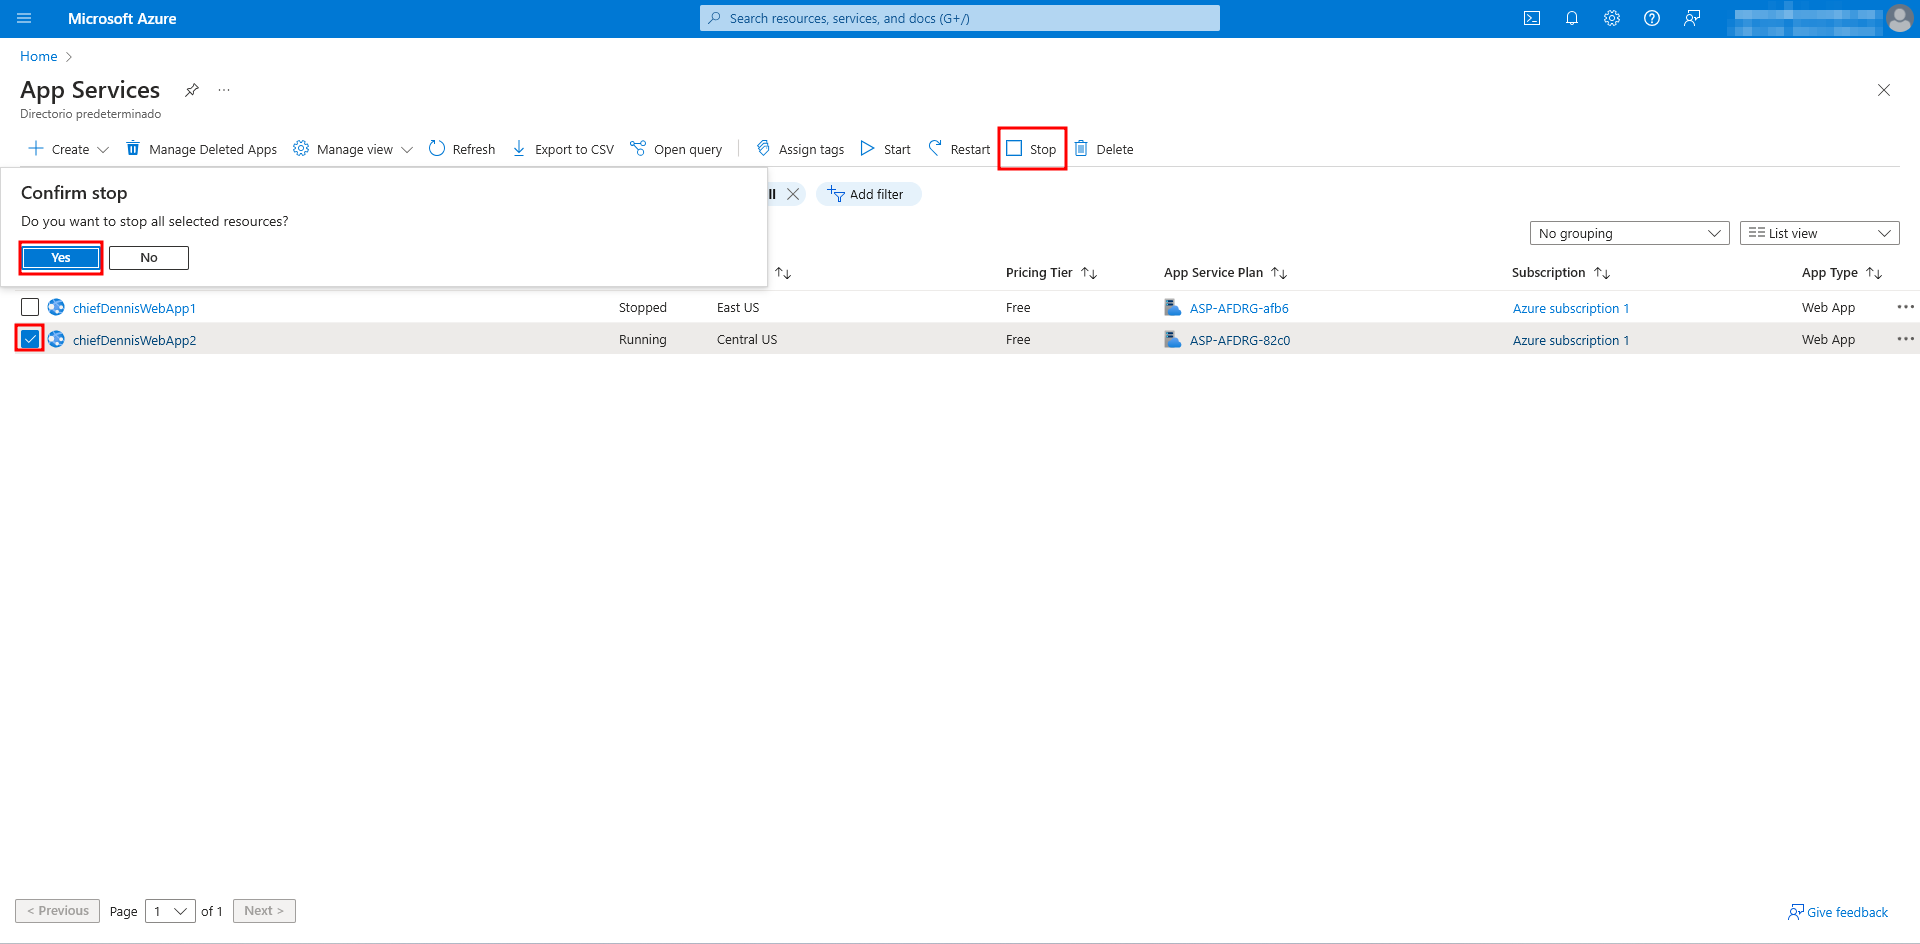 Microsoft Azure
Search resources, services, and docs (G+/)
Home
App Services
Directorio predeterminado
Create
Manage Deleted Apps
Manage view
Refresh
Export to CSV
Open query
Assign tags
Start
Restart
Stop
Delete
Confirm stop
Do you want to stop all selected resources?
Yes
No
Add filter
No grouping
List view
Pricing Tier
App Service Plan
Subscription
App Type
chiefDennisWebApp1 Stopped East US Free ASP-AFDRG-afb6 Azure subscription 1 Web App
chiefDennisWebApp2 Running Central US Free ASP-AFDRG-82c0 Azure subscription 1 Web App
< Previous Page 1 of 1 Next >
Give feedback